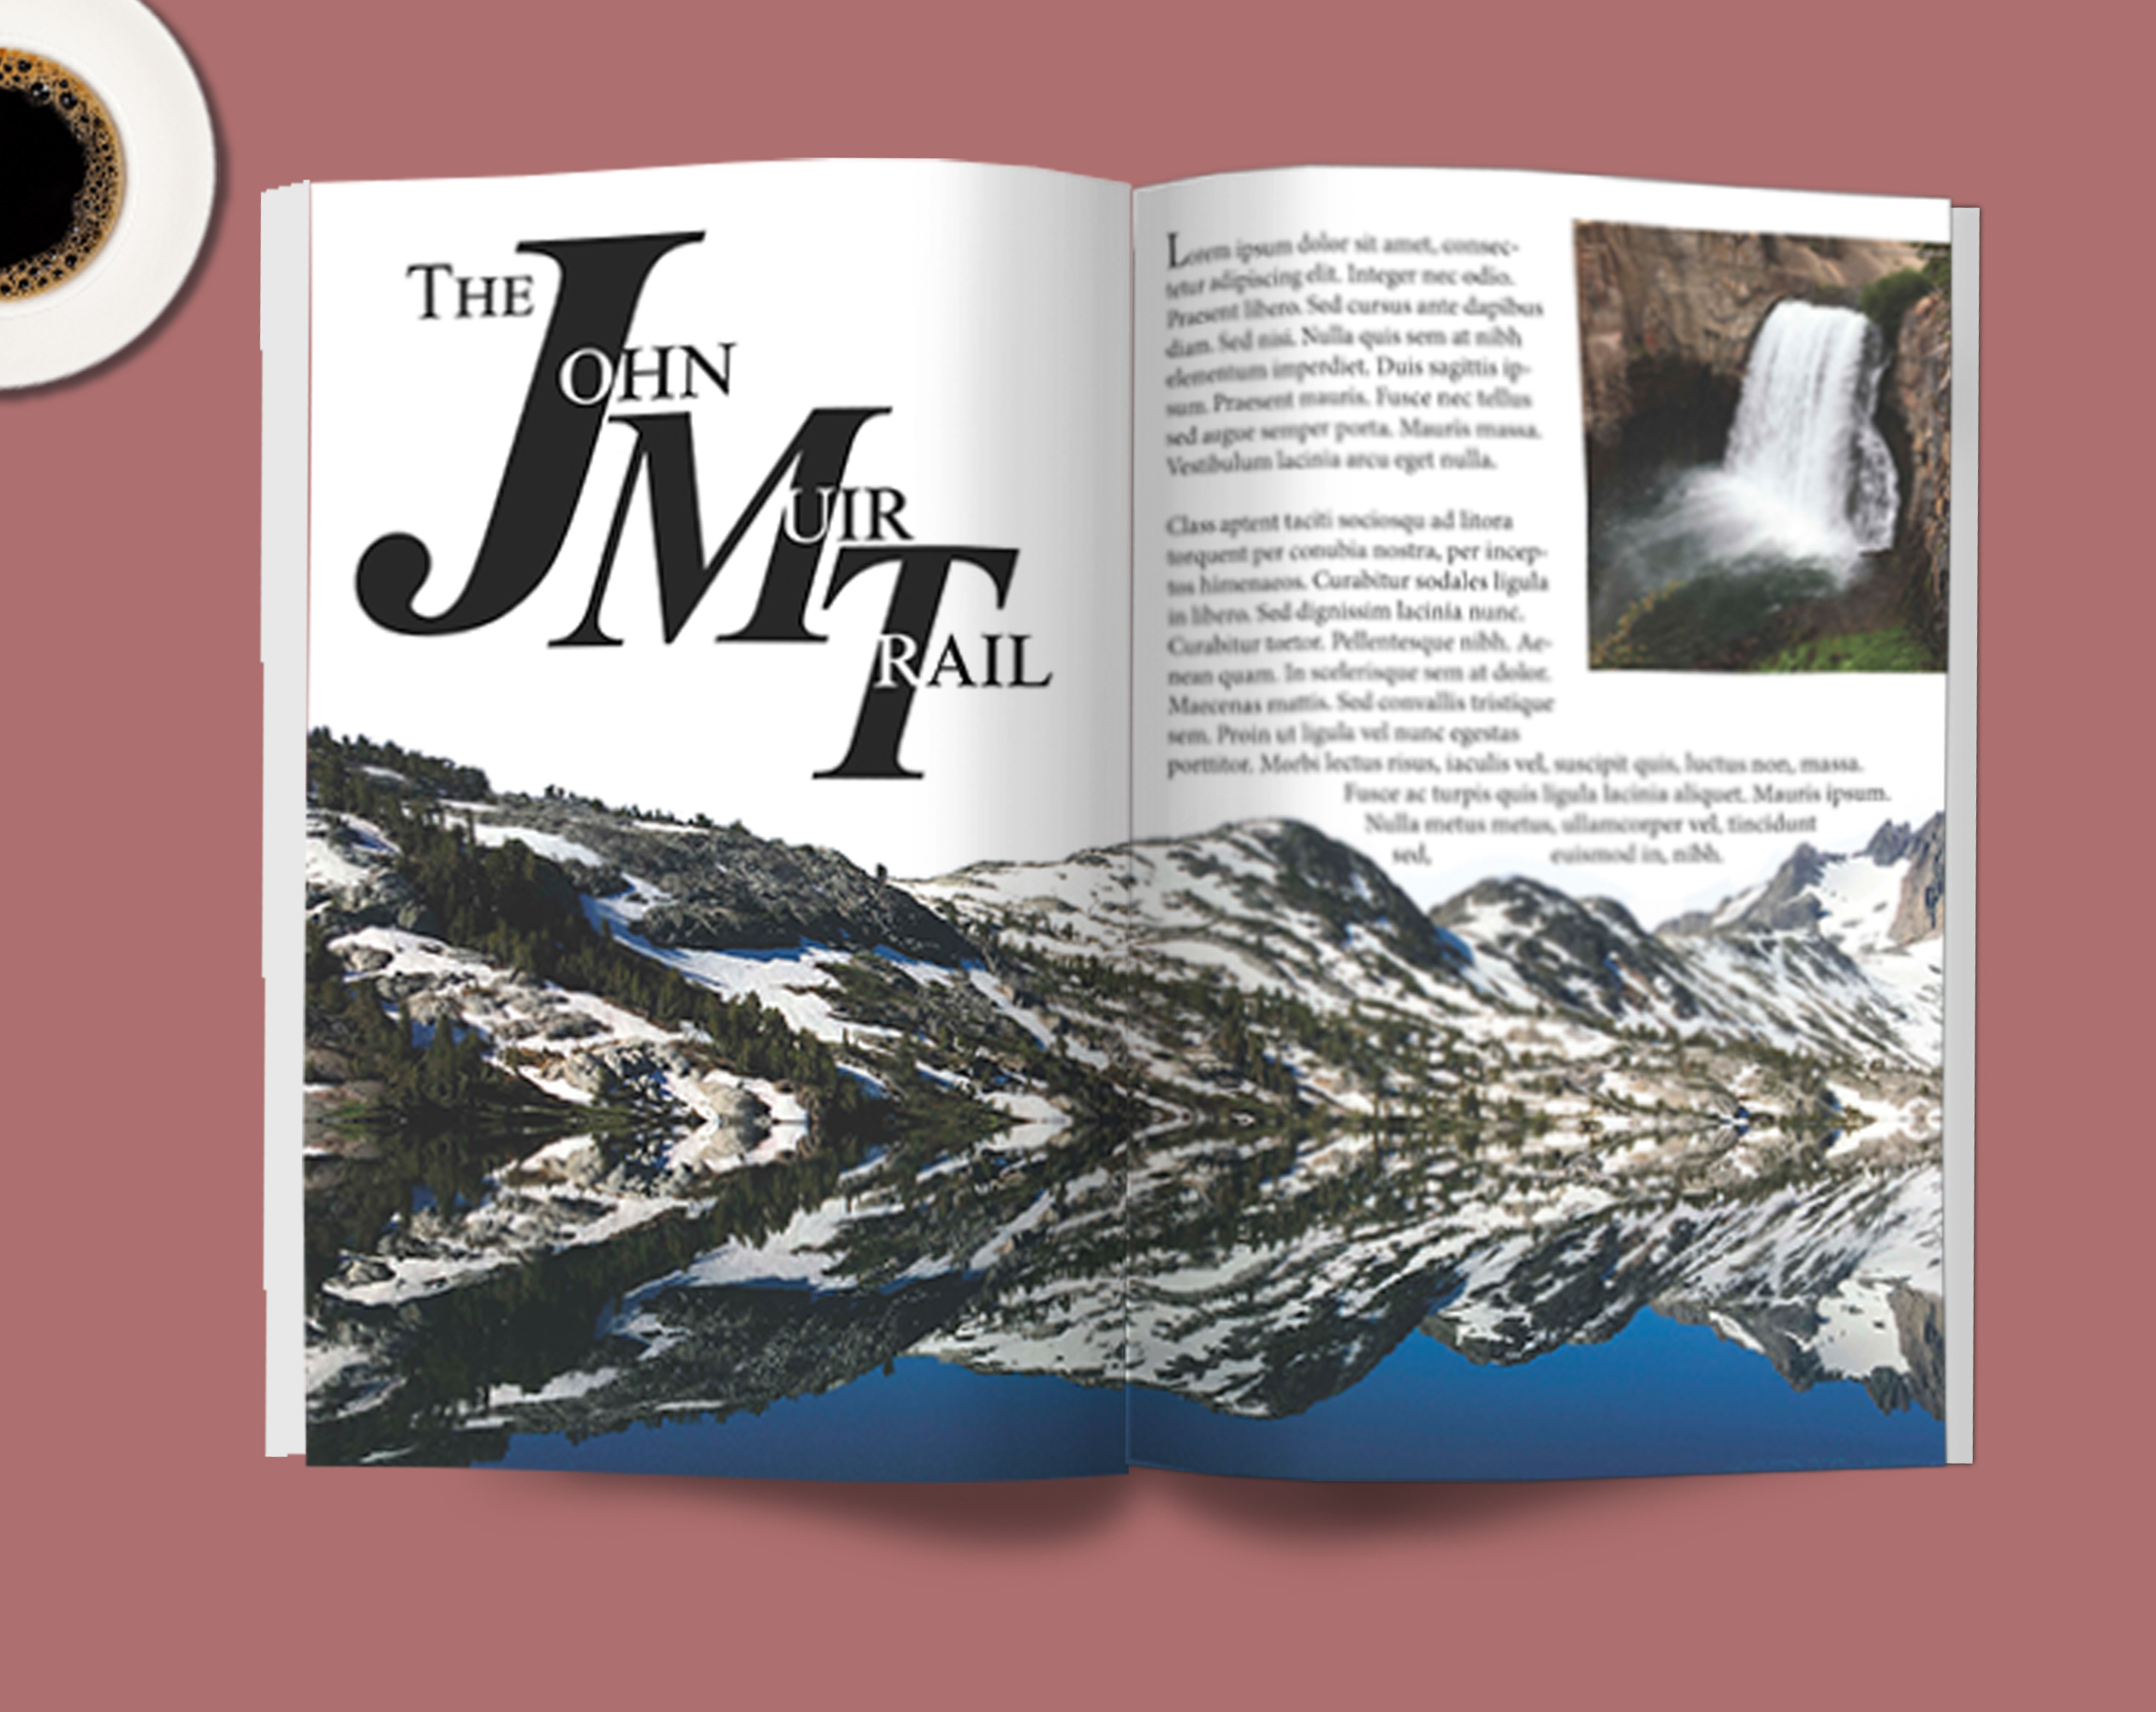 THE
JOHN
MUIR
TRAIL
Lorem ipsum dolor sit amet, consec-
tetur adipiscing elit. Integer nec odio.
Praesent libero. Sed cursus ante dapibus
diam. Sed nisi. Nulla quis sem at nibh
elementum imperdiet. Duis sagittis ip-
sum. Praesent mauris. Fusce nec tellus
sed augue semper porta. Mauris massa.
Vestibulum lacinia arcu eget nulla.
Class aptent taciti sociosqu ad litora
torquent per conubia nostra, per incep-
tos himenaeos. Curabitur sodales ligula
in libero. Sed dignissim lacinia nunc.
Curabitur tortor. Pellentesque nibh. Ae-
nean quam. In scelerisque sem at dolor.
Maecenas mattis. Sed convallis tristique
sem. Proin ut ligula vel nunc egestas
porttitor. Morbi lectus risus, iaculis vel, suscipit quis, luctus non, massa.
Fusce ac turpis quis ligula lacinia aliquet. Mauris ipsum.
Nulla metus metus, ullamcorper vel, tincidunt
sed, euismod in, nibh.